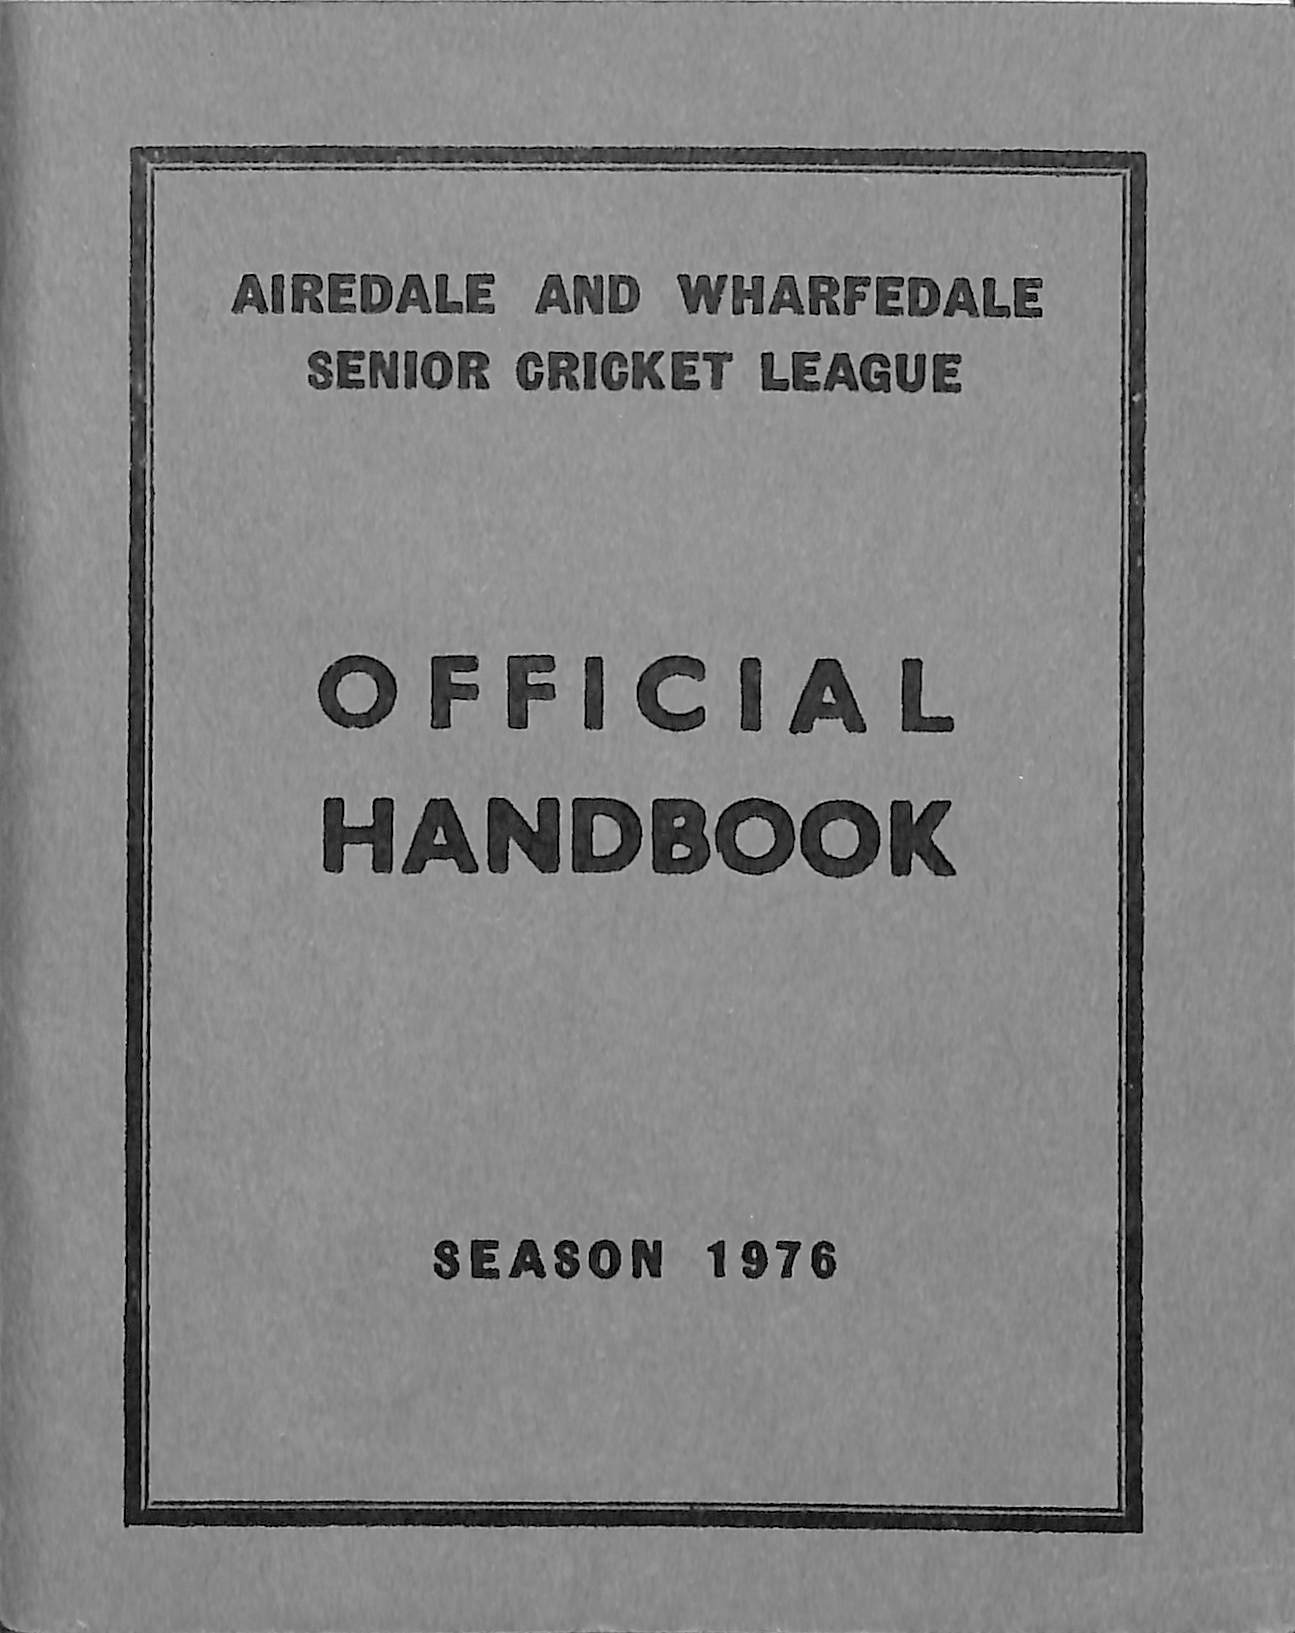 AIREDALE AND WHARFEDALE
SENIOR CRICKET LEAGUE
OFFICIAL
HANDBOOK
SEASON 1976